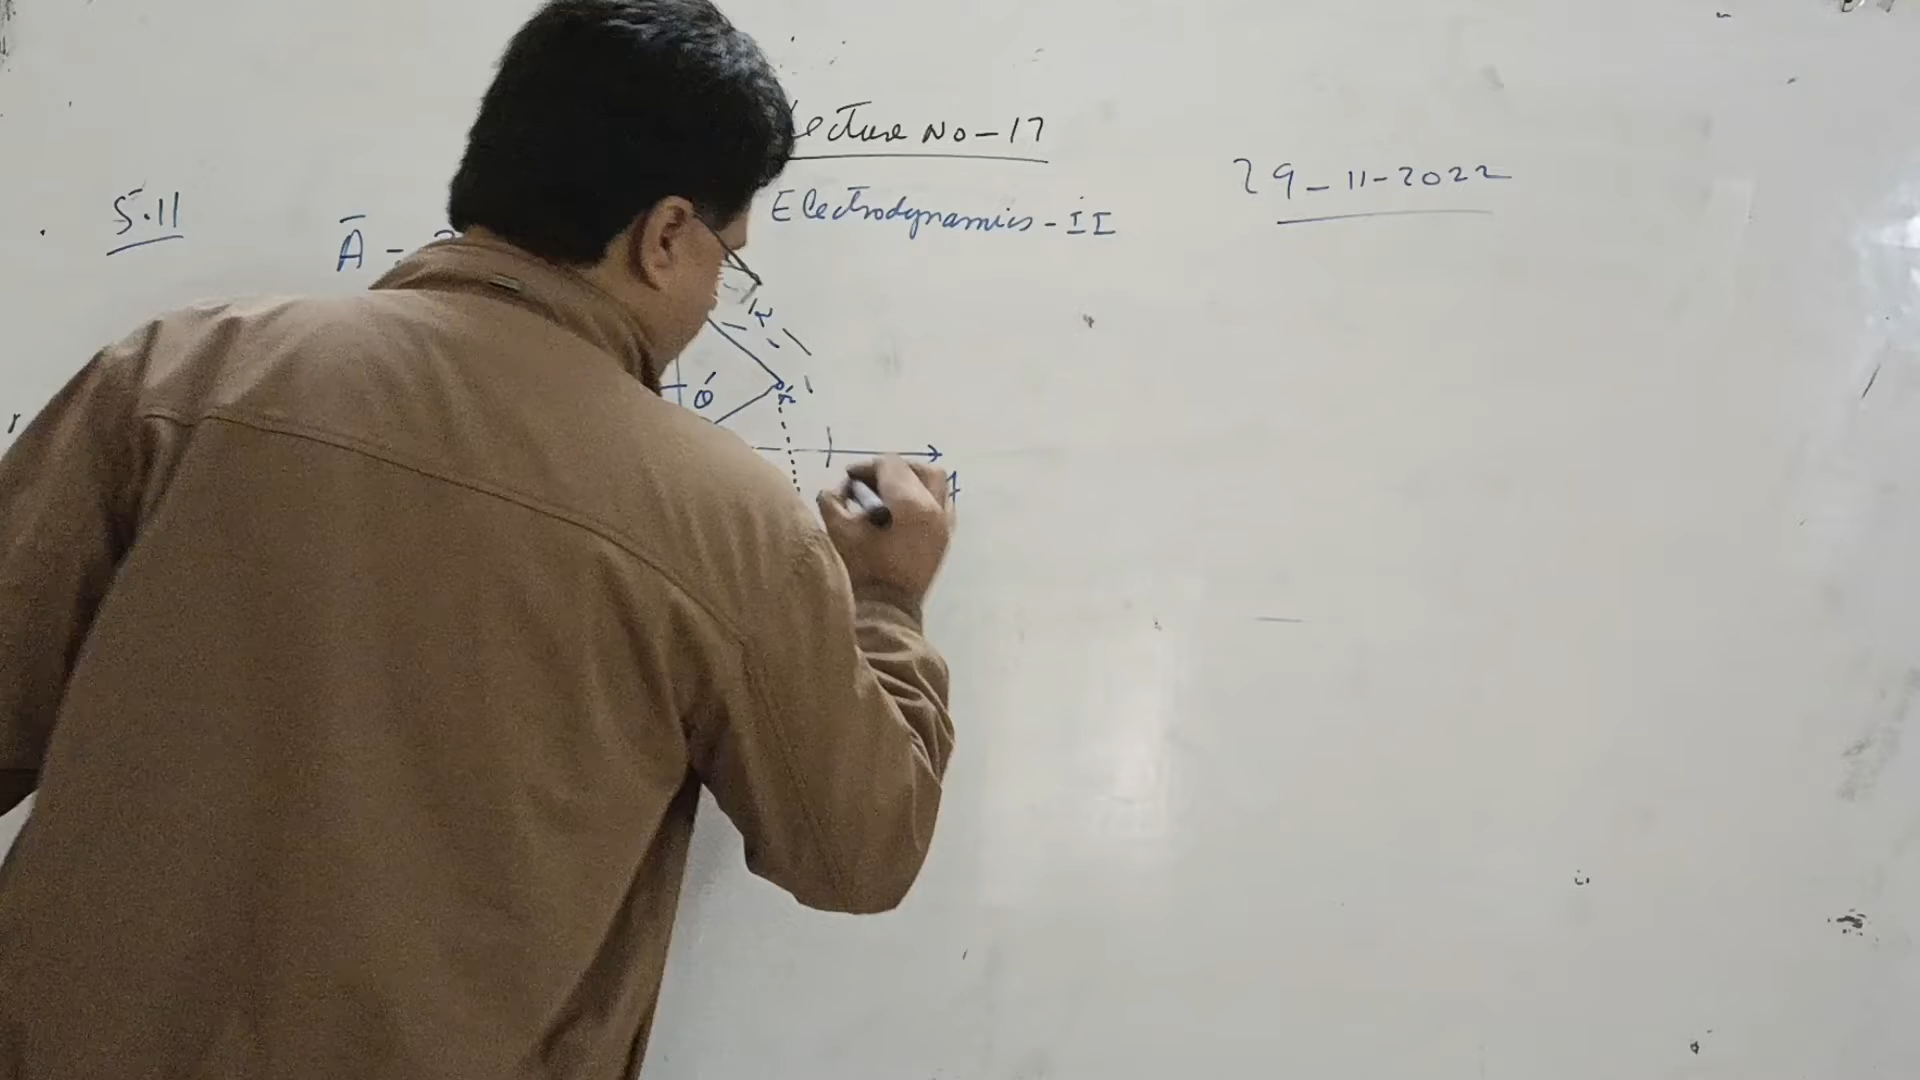 Lecture No - 17
29-11-2022
5.11
Electrodynamics - II
Ā -
r
θ'
r'
y